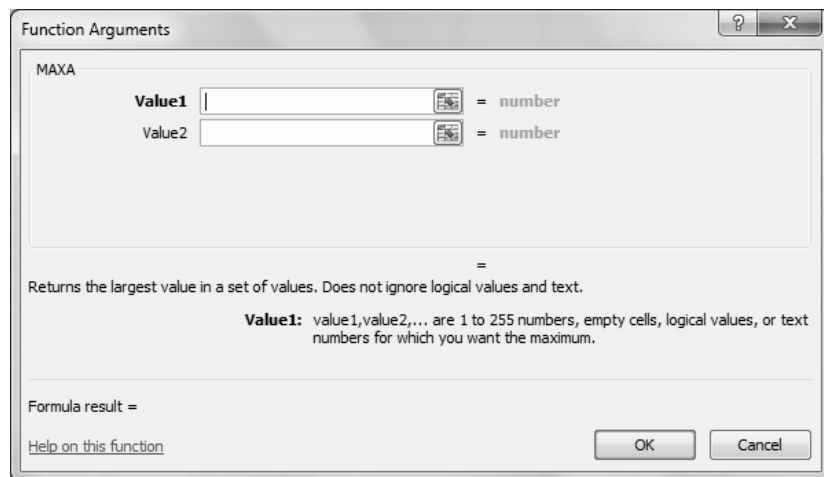 Function Arguments
? X
MAXA
Value1 = number
Value2 = number
=
Returns the largest value in a set of values. Does not ignore logical values and text.
Value1: value1,value2,... are 1 to 255 numbers, empty cells, logical values, or text
numbers for which you want the maximum.
Formula result =
Help on this function OK Cancel